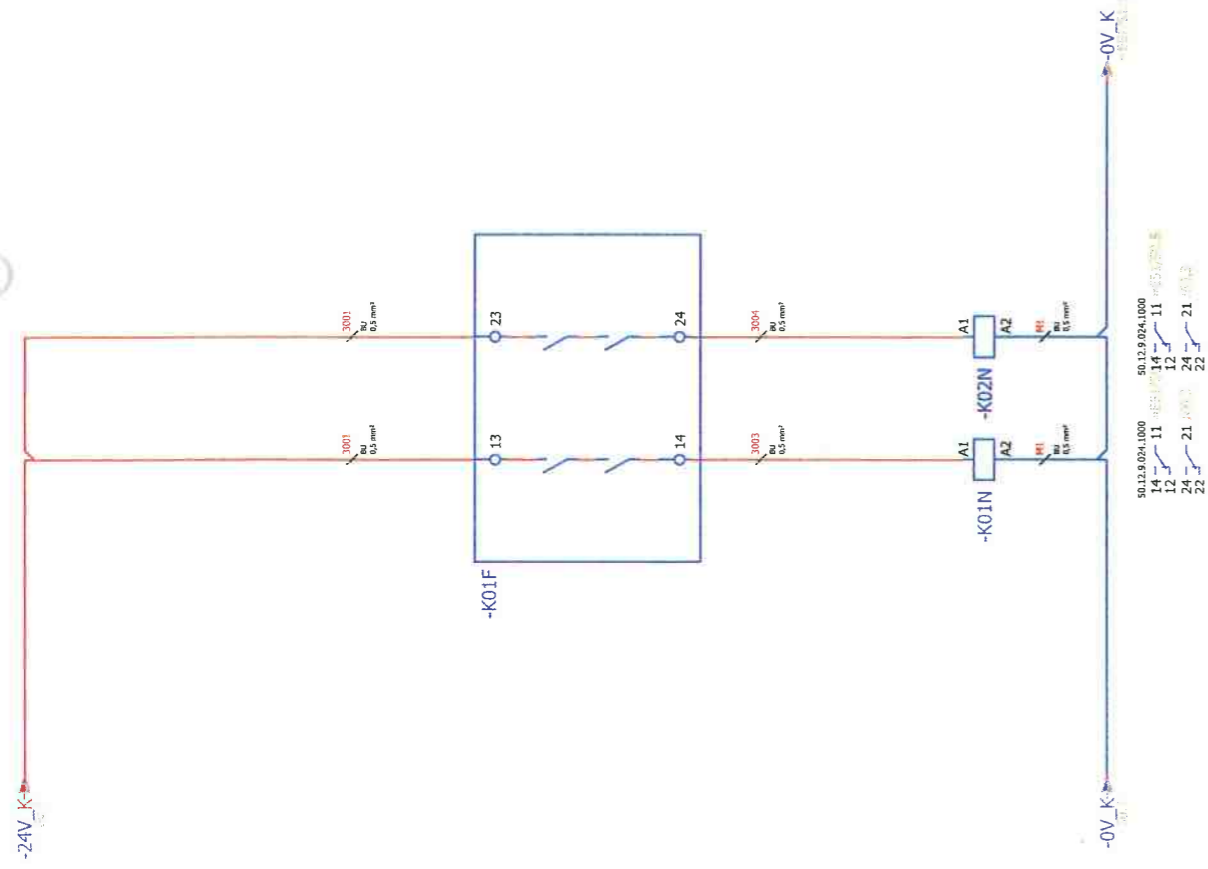 -24V_K
3001
BU
0,5 mm²
3001
BU
0,5 mm²
-K01F
13
23
14
24
3003
BU
0,5 mm²
3004
BU
0,5 mm²
-K01N
A1
A2
-K02N
A1
A2
BU
0,5 mm²
BU
0,5 mm²
-0V_K
-0V_K
50.12.9.024.1000
14 11
12
24 21
22
50.12.9.024.1000
14 11
12
24 21
22